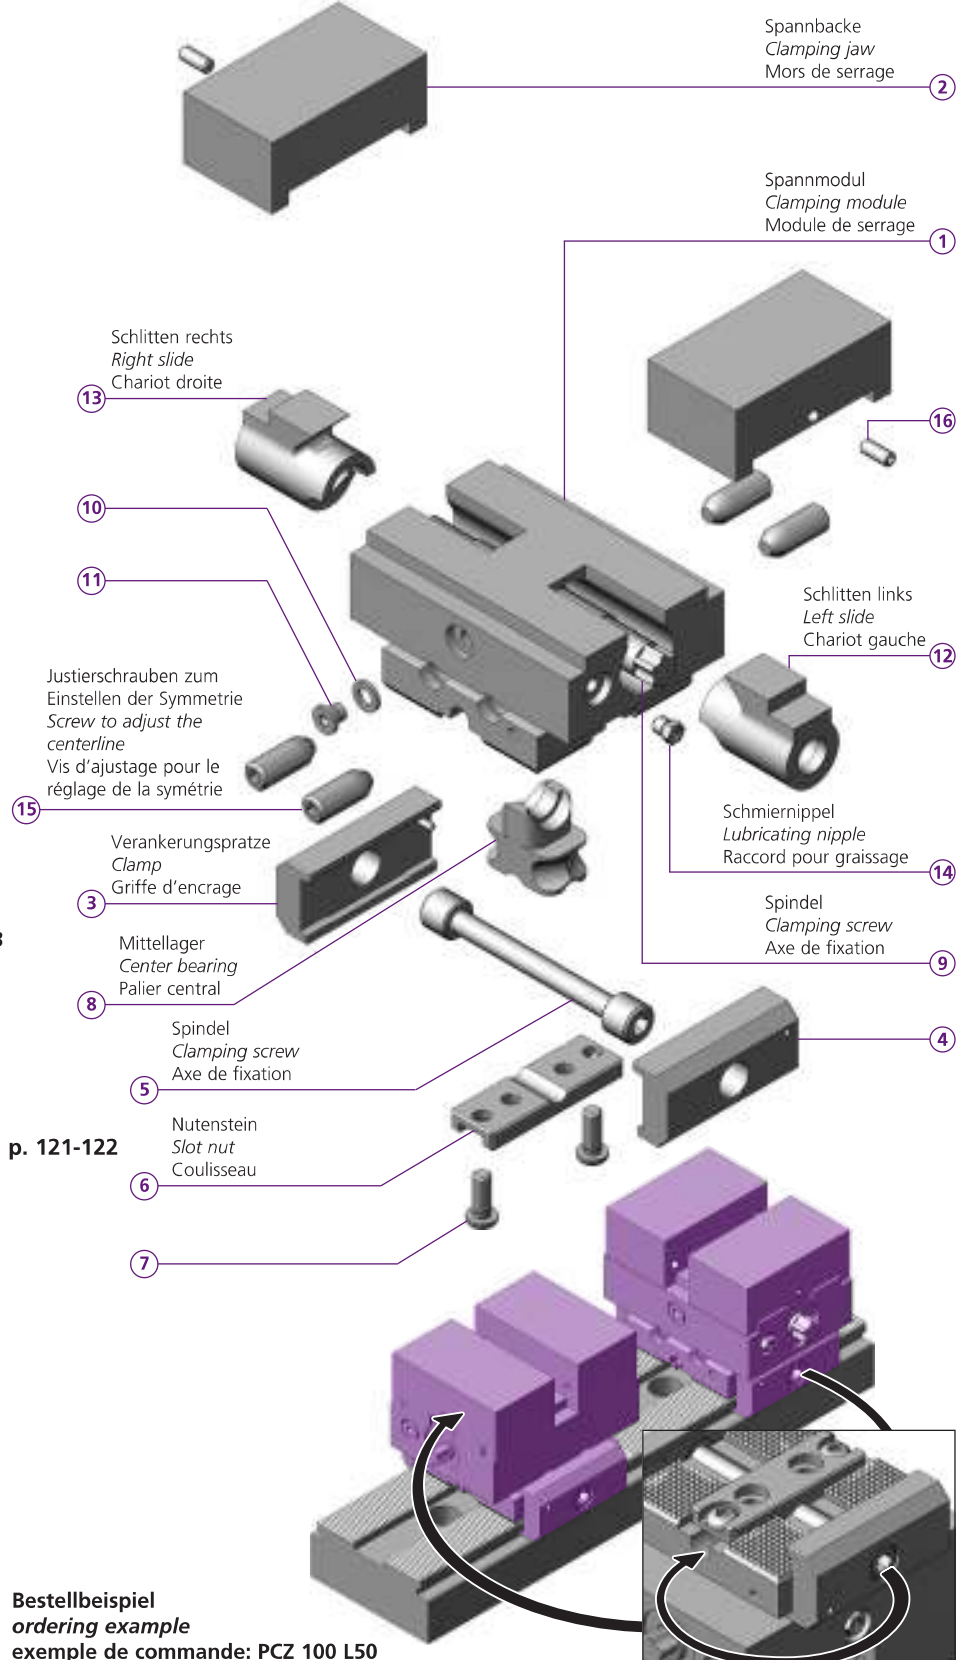 Spannbacke
Clamping jaw
Mors de serrage
2
Spannmodul
Clamping module
Module de serrage
1
Schlitten rechts
Right slide
Chariot droite
13
16
10
11
Schlitten links
Left slide
Chariot gauche
12
Justierschrauben zum
Einstellen der Symmetrie
Screw to adjust the
centerline
Vis d'ajustage pour le
réglage de la symétrie
15
Schmiernippel
Lubricating nipple
Raccord pour graissage
14
Verankerungspratze
Clamp
Griffe d'encrage
3
Spindel
Clamping screw
Axe de fixation
9
Mittellager
Center bearing
Palier central
8
Spindel
Clamping screw
Axe de fixation
5
4
p. 121-122
Nutenstein
Slot nut
Coulisseau
6
7
Bestellbeispiel
ordering example
exemple de commande: PCZ 100 L50